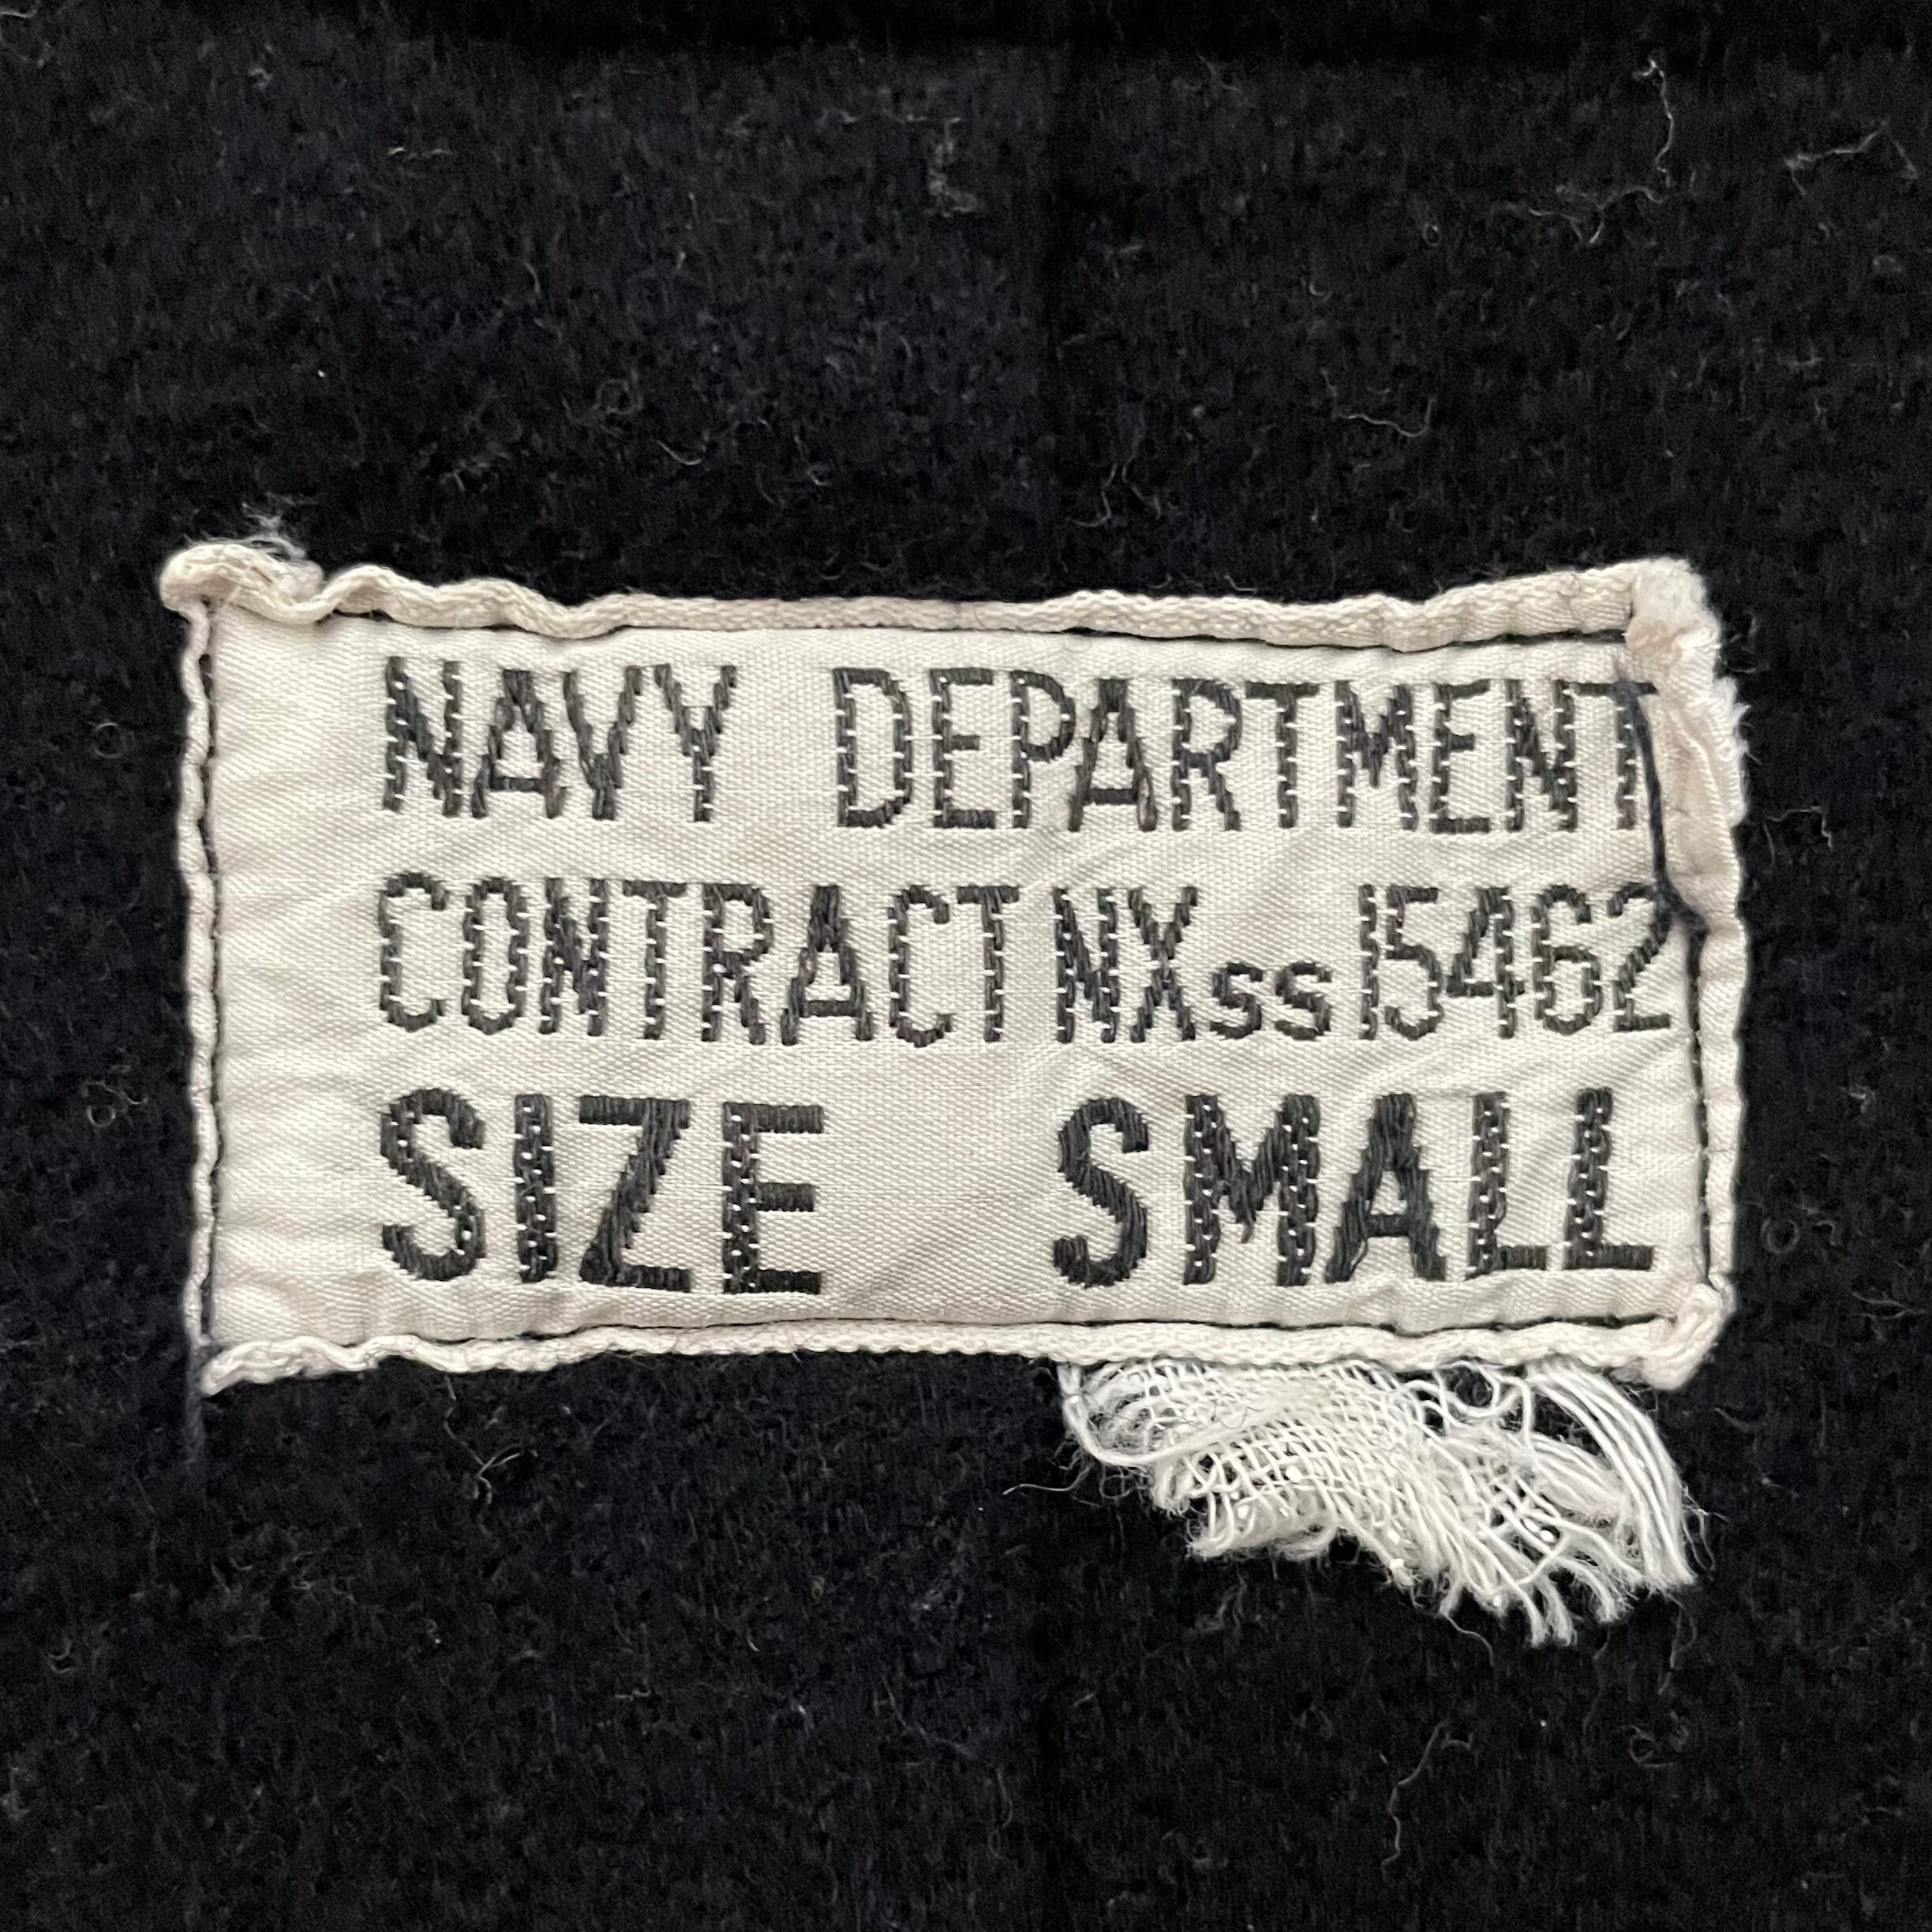 NAVY DEPARTMENT
CONTRACT NXss 15462
SIZE SMALL